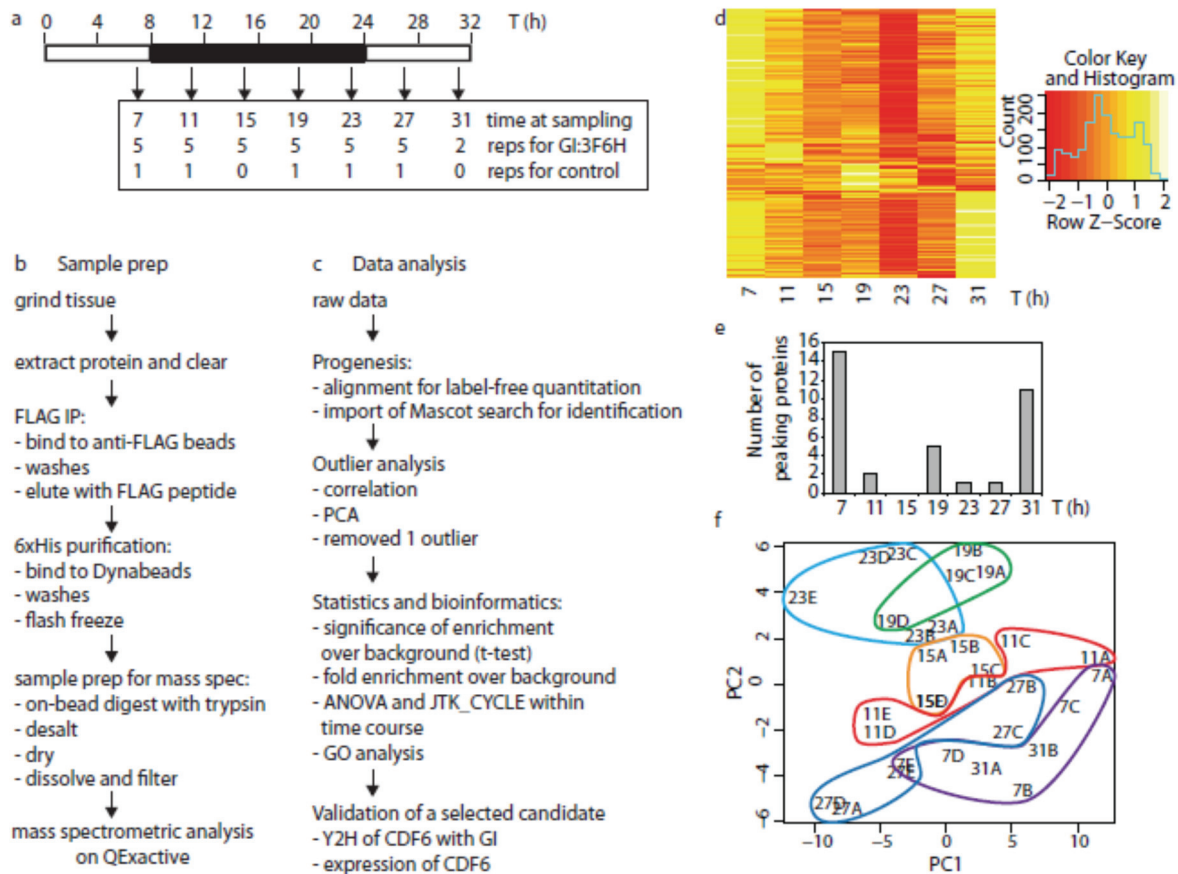 a
0 4 8 12 16 20 24 28 32 T (h)
7 11 15 19 23 27 31 time at sampling
5 5 5 5 5 5 2 reps for GI:3F6H
1 1 0 1 1 1 0 reps for control
b Sample prep
grind tissue
extract protein and clear
FLAG IP:
- bind to anti-FLAG beads
- washes
- elute with FLAG peptide
6xHis purification:
- bind to Dynabeads
- washes
- flash freeze
sample prep for mass spec:
- on-bead digest with trypsin
- desalt
- dry
- dissolve and filter
mass spectrometric analysis
on QExactive
c Data analysis
raw data
Progenesis:
- alignment for label-free quantitation
- import of Mascot search for identification
Outlier analysis
- correlation
- PCA
- removed 1 outlier
Statistics and bioinformatics:
- significance of enrichment
over background (t-test)
- fold enrichment over background
- ANOVA and JTK_CYCLE within
time course
- GO analysis
Validation of a selected candidate
- Y2H of CDF6 with GI
- expression of CDF6
d
7 11 15 19 23 27 31 T (h)
Color Key
and Histogram
Count
0 100 200
−2 −1 0 1 2
Row Z−Score
e
Number of
peaking proteins
16
14
12
10
8
6
4
2
0
7 11 15 19 23 27 31 T (h)
f
PC2
6
4
2
0
−2
−4
−6
23D 23C 19B
19C 19A
23E
19D 23A
23B
15A 15B 11C
15C 11A
11B 27B 7A
15D
11E 7C
11D 27C
7D 31B
7E 31A
27E
7B
27D 27A
−10 −5 0 5 10
PC1